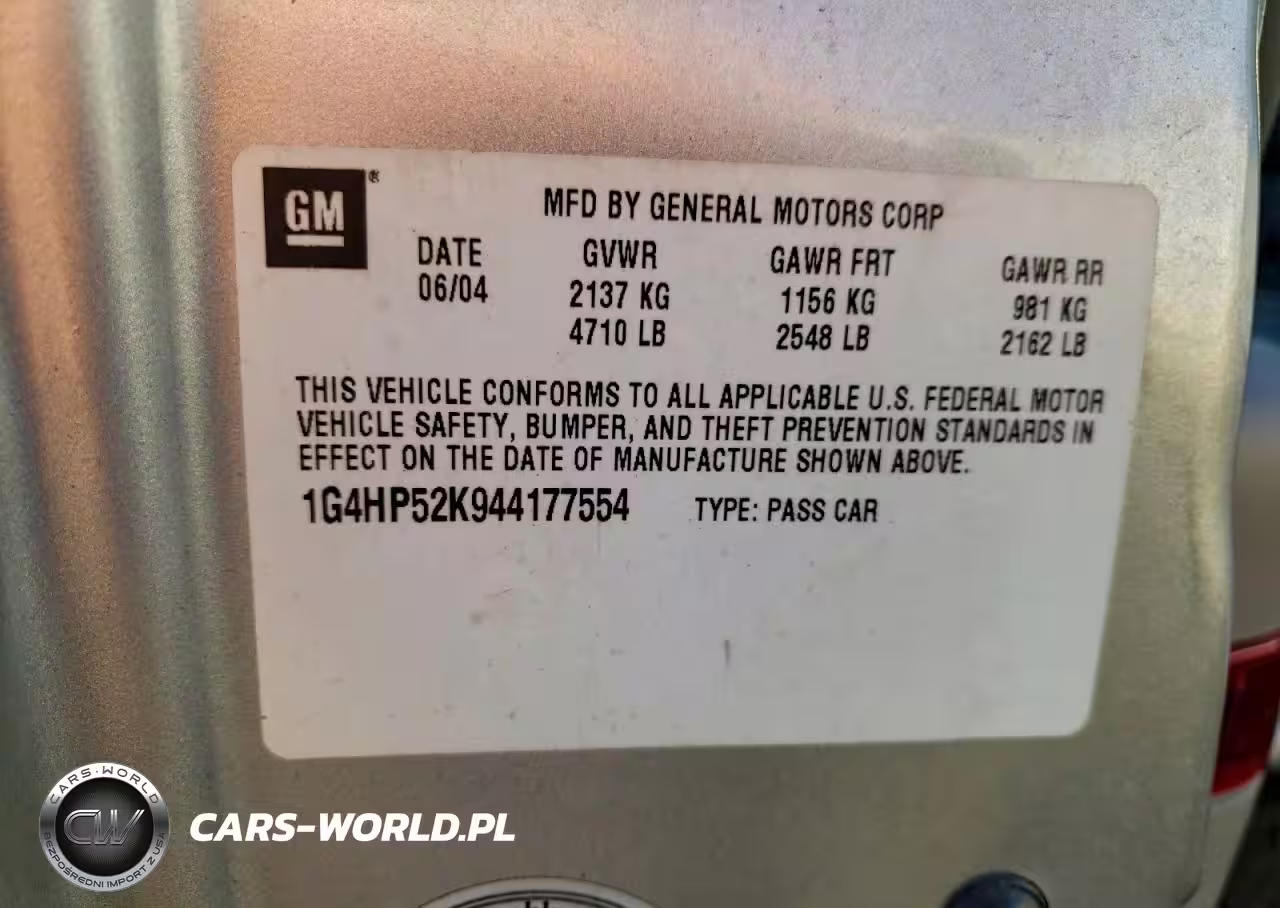 GM®
MFD BY GENERAL MOTORS CORP
DATE GVWR GAWR FRT GAWR RR
06/04 2137 KG 1156 KG 981 KG
4710 LB 2548 LB 2162 LB
THIS VEHICLE CONFORMS TO ALL APPLICABLE U.S. FEDERAL MOTOR
VEHICLE SAFETY, BUMPER, AND THEFT PREVENTION STANDARDS IN
EFFECT ON THE DATE OF MANUFACTURE SHOWN ABOVE.
1G4HP52K944177554 TYPE: PASS CAR
CARS-WORLD
CW
BEZPOŚREDNI IMPORT Z USA
CARS-WORLD.PL